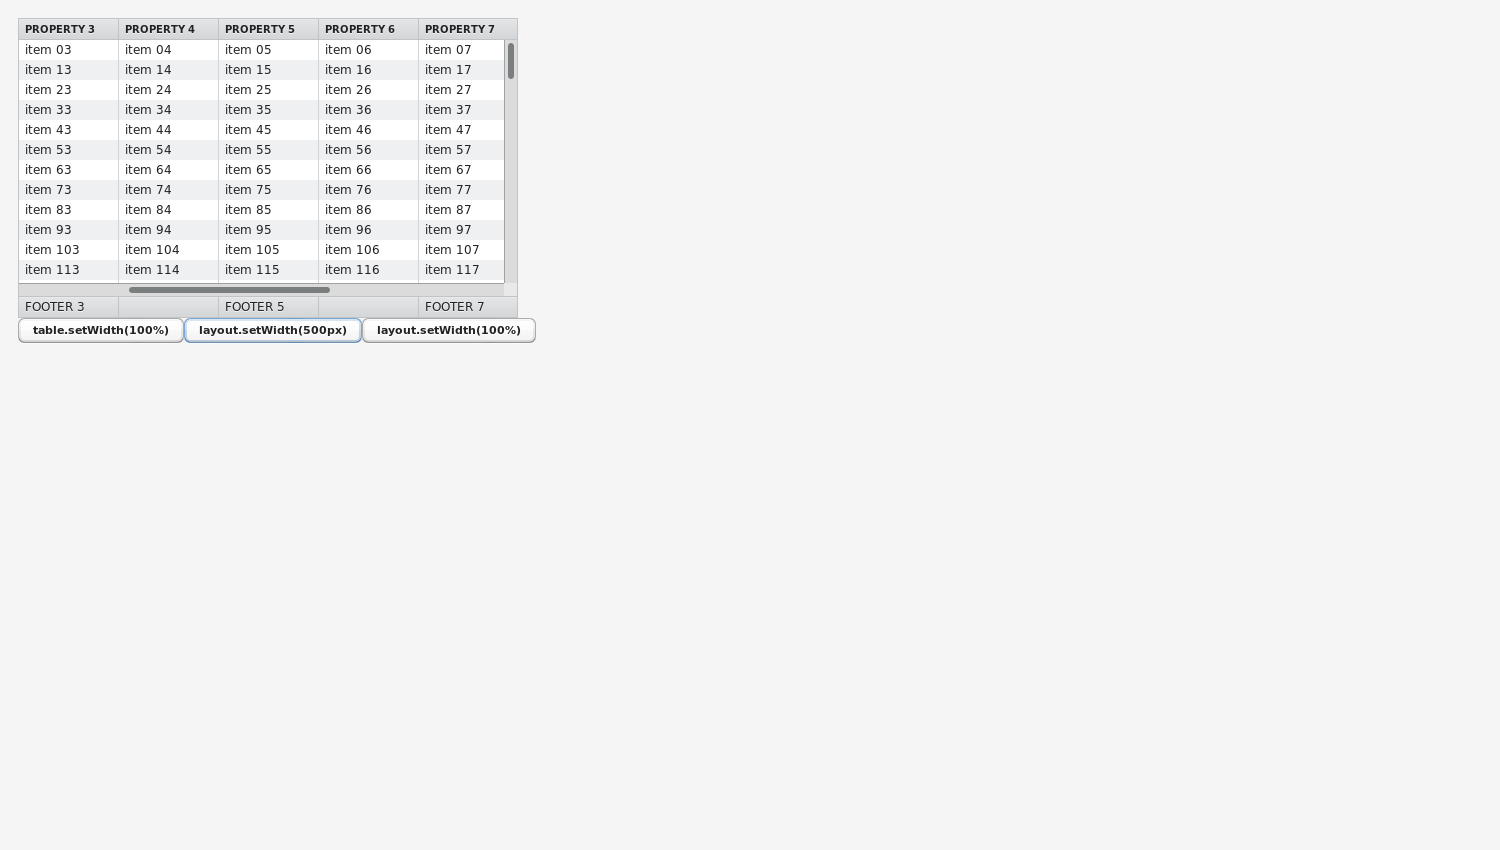 PROPERTY 3 PROPERTY 4 PROPERTY 5 PROPERTY 6 PROPERTY 7
item 03 item 04 item 05 item 06 item 07
item 13 item 14 item 15 item 16 item 17
item 23 item 24 item 25 item 26 item 27
item 33 item 34 item 35 item 36 item 37
item 43 item 44 item 45 item 46 item 47
item 53 item 54 item 55 item 56 item 57
item 63 item 64 item 65 item 66 item 67
item 73 item 74 item 75 item 76 item 77
item 83 item 84 item 85 item 86 item 87
item 93 item 94 item 95 item 96 item 97
item 103 item 104 item 105 item 106 item 107
item 113 item 114 item 115 item 116 item 117
FOOTER 3 FOOTER 5 FOOTER 7
table.setWidth(100%) layout.setWidth(500px) layout.setWidth(100%)